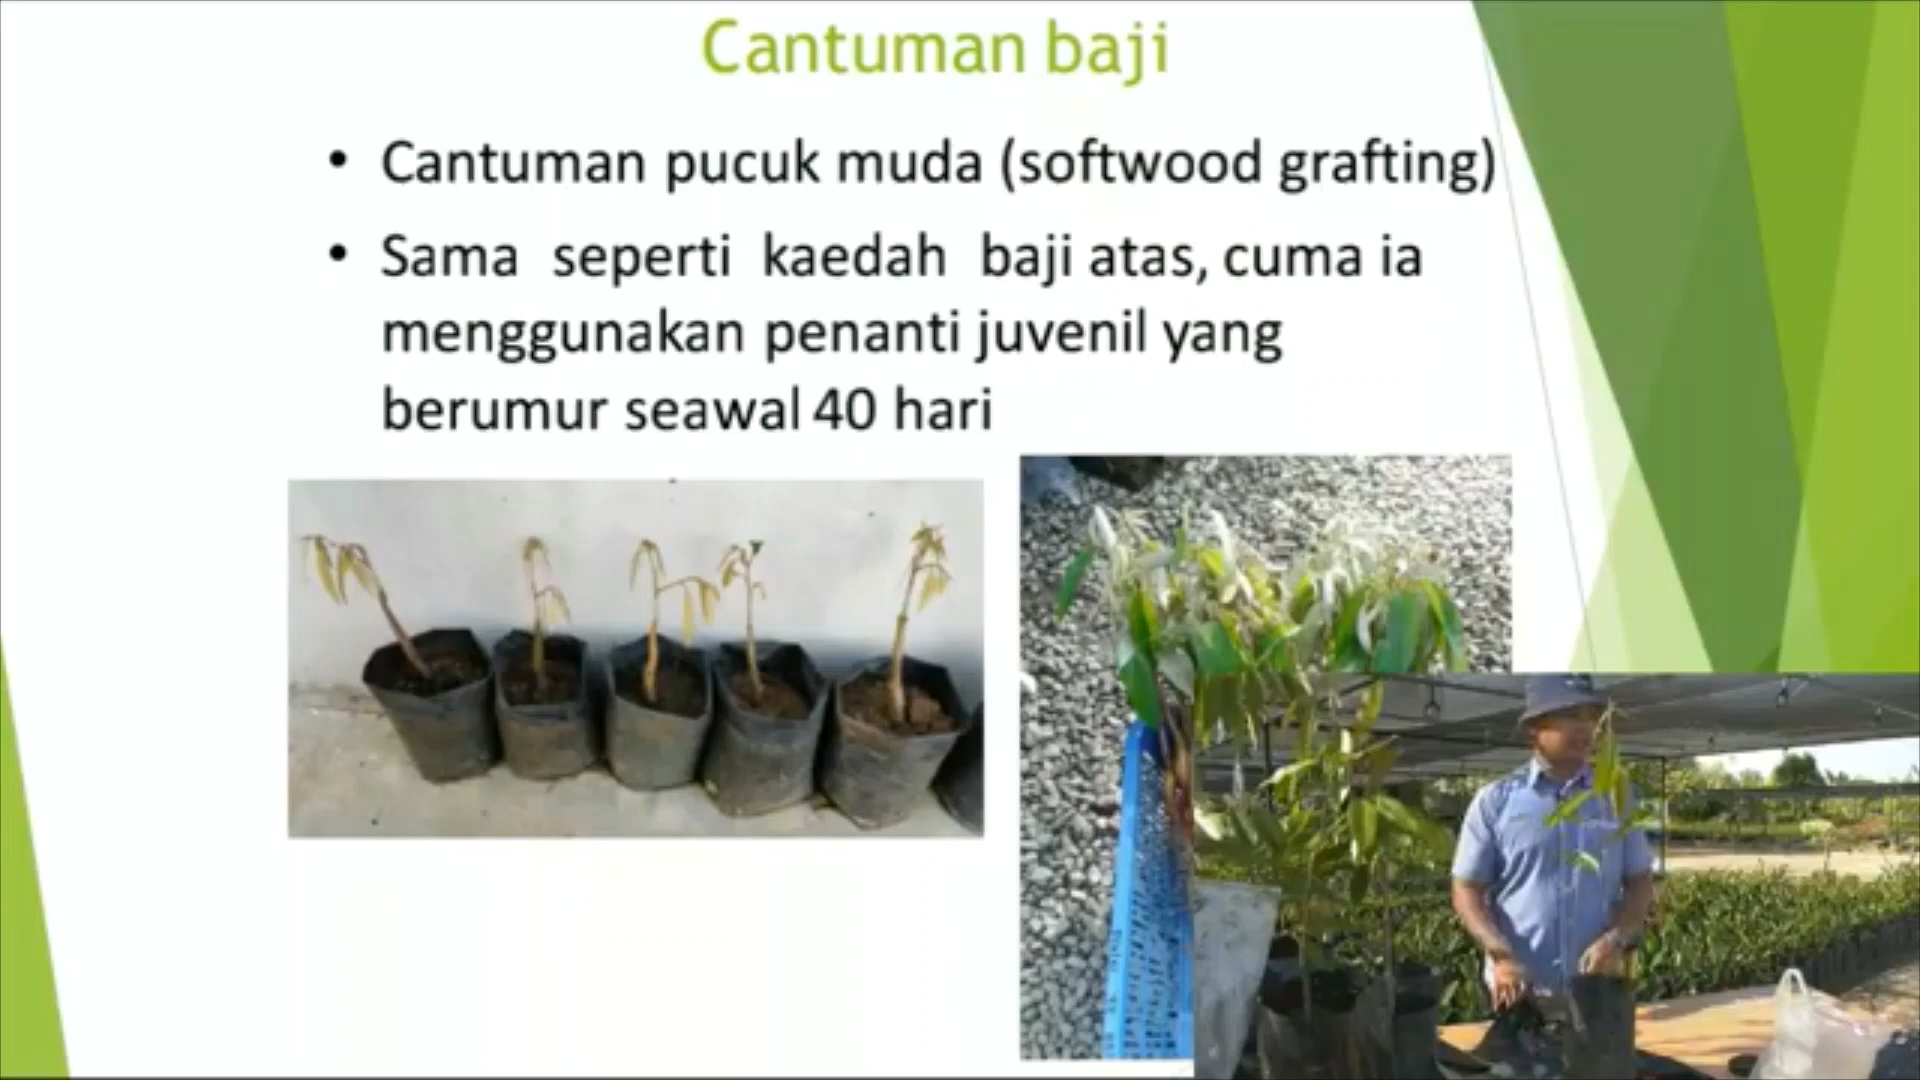 Cantuman baji
• Cantuman pucuk muda (softwood grafting)
• Sama seperti kaedah baji atas, cuma ia
menggunakan penanti juvenil yang
berumur seawal 40 hari